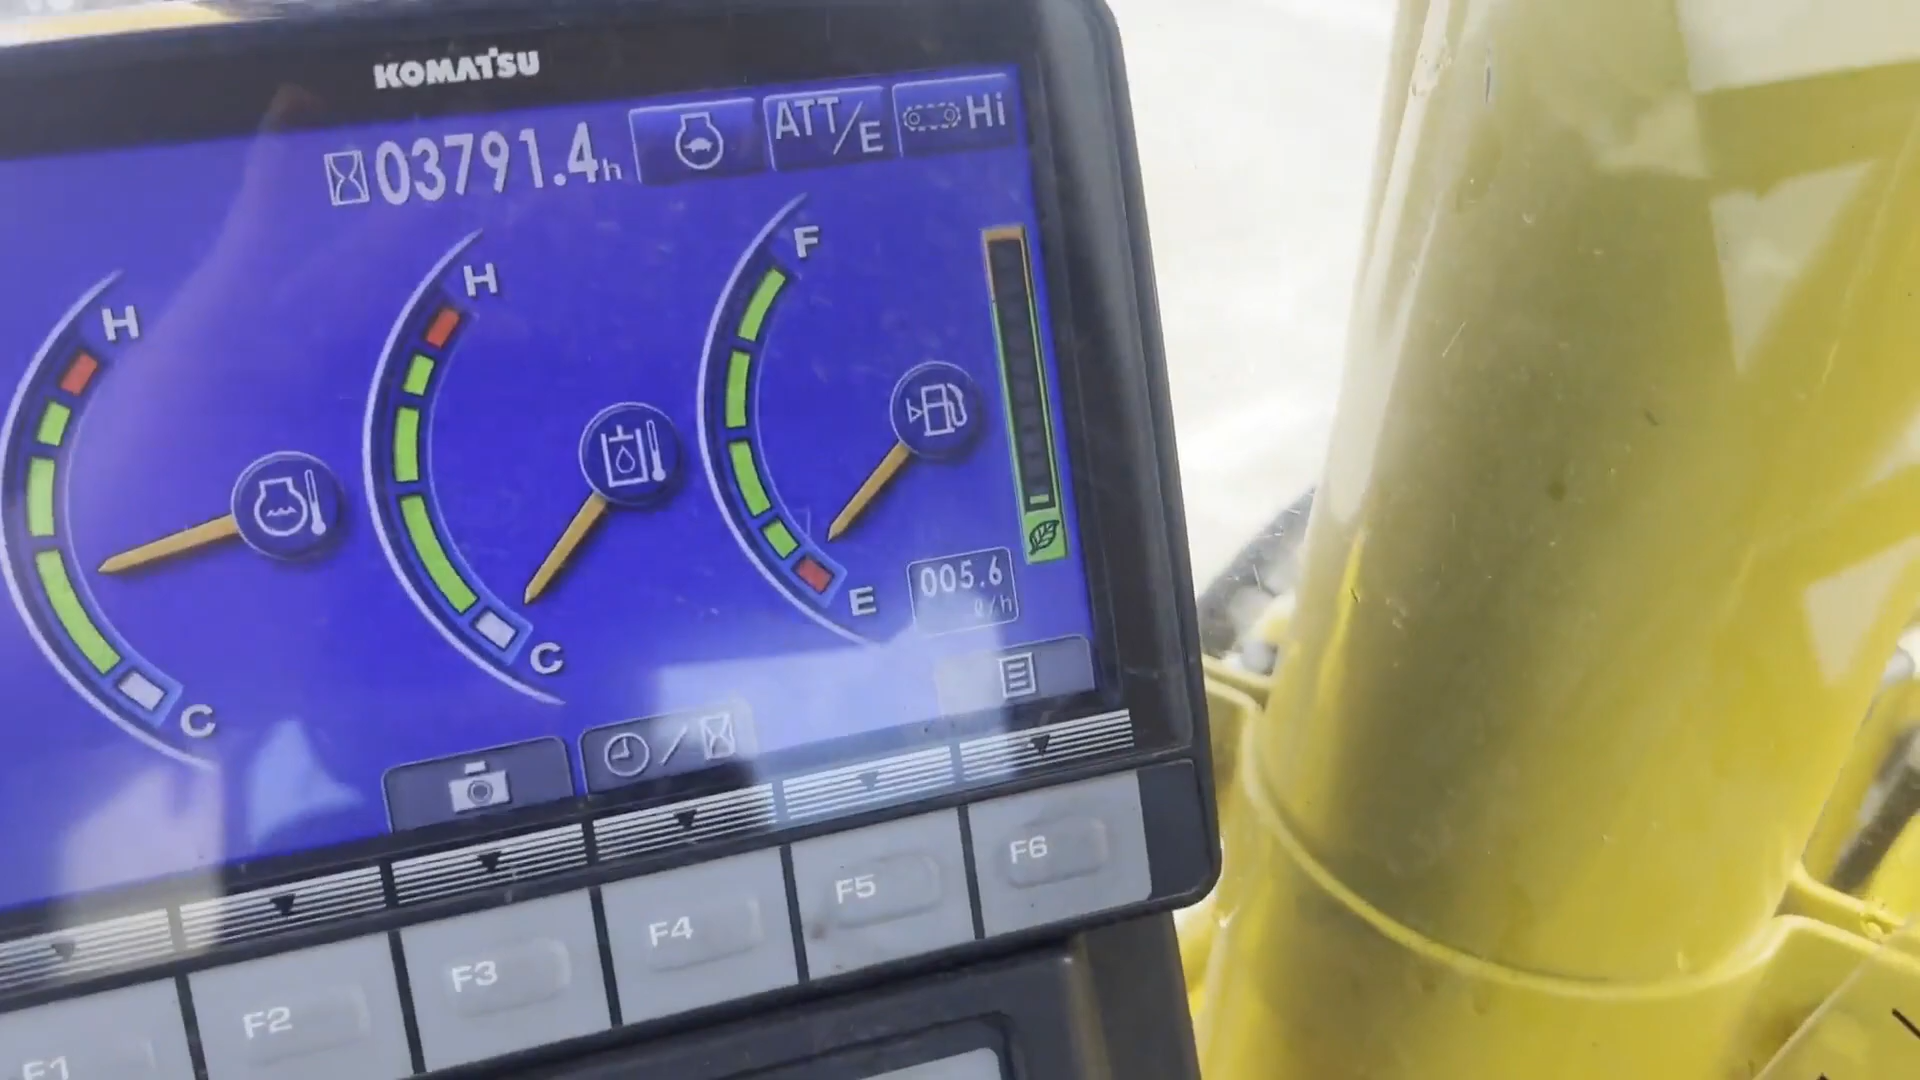 KOMATSU
03791.4h
ATT/E
Hi
H
C
H
C
F
E
005.6
ℓ/h
F1
F2
F3
F4
F5
F6